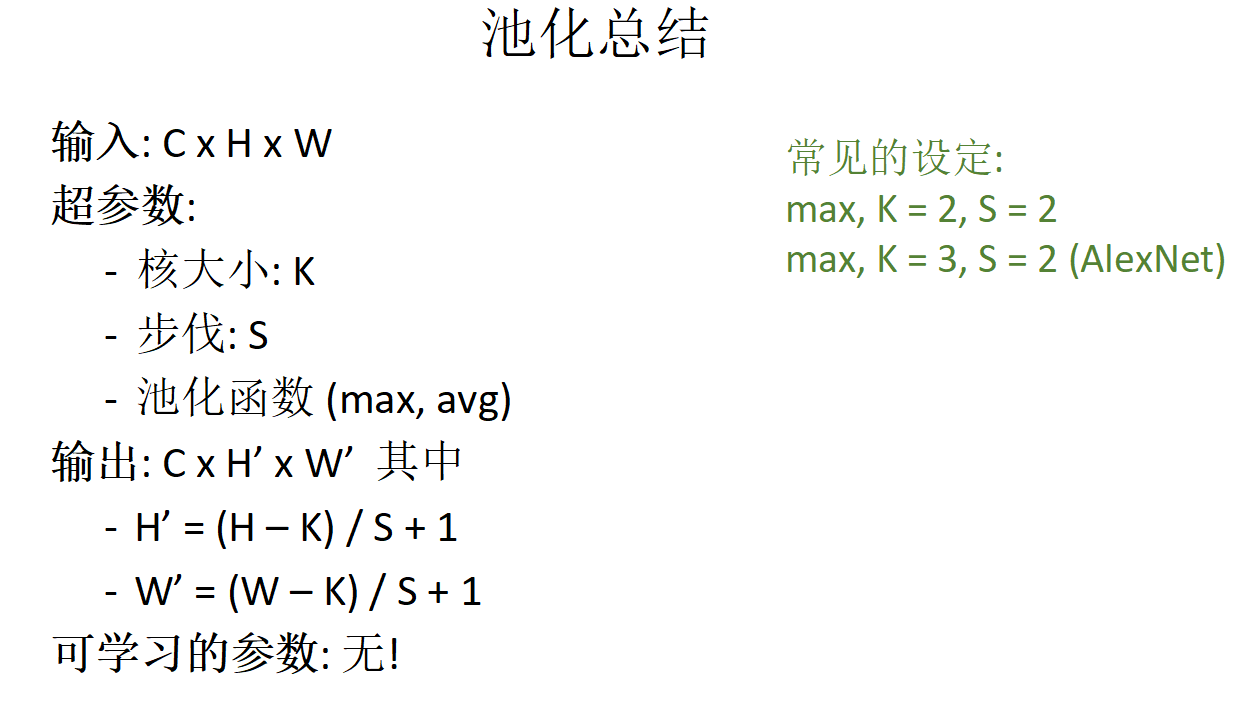 池化总结
输入: C x H x W
超参数:
- 核大小: K
- 步伐: S
- 池化函数 (max, avg)
输出: C x H’ x W’ 其中
- H’ = (H – K) / S + 1
- W’ = (W – K) / S + 1
可学习的参数: 无!
常见的设定:
max, K = 2, S = 2
max, K = 3, S = 2 (AlexNet)